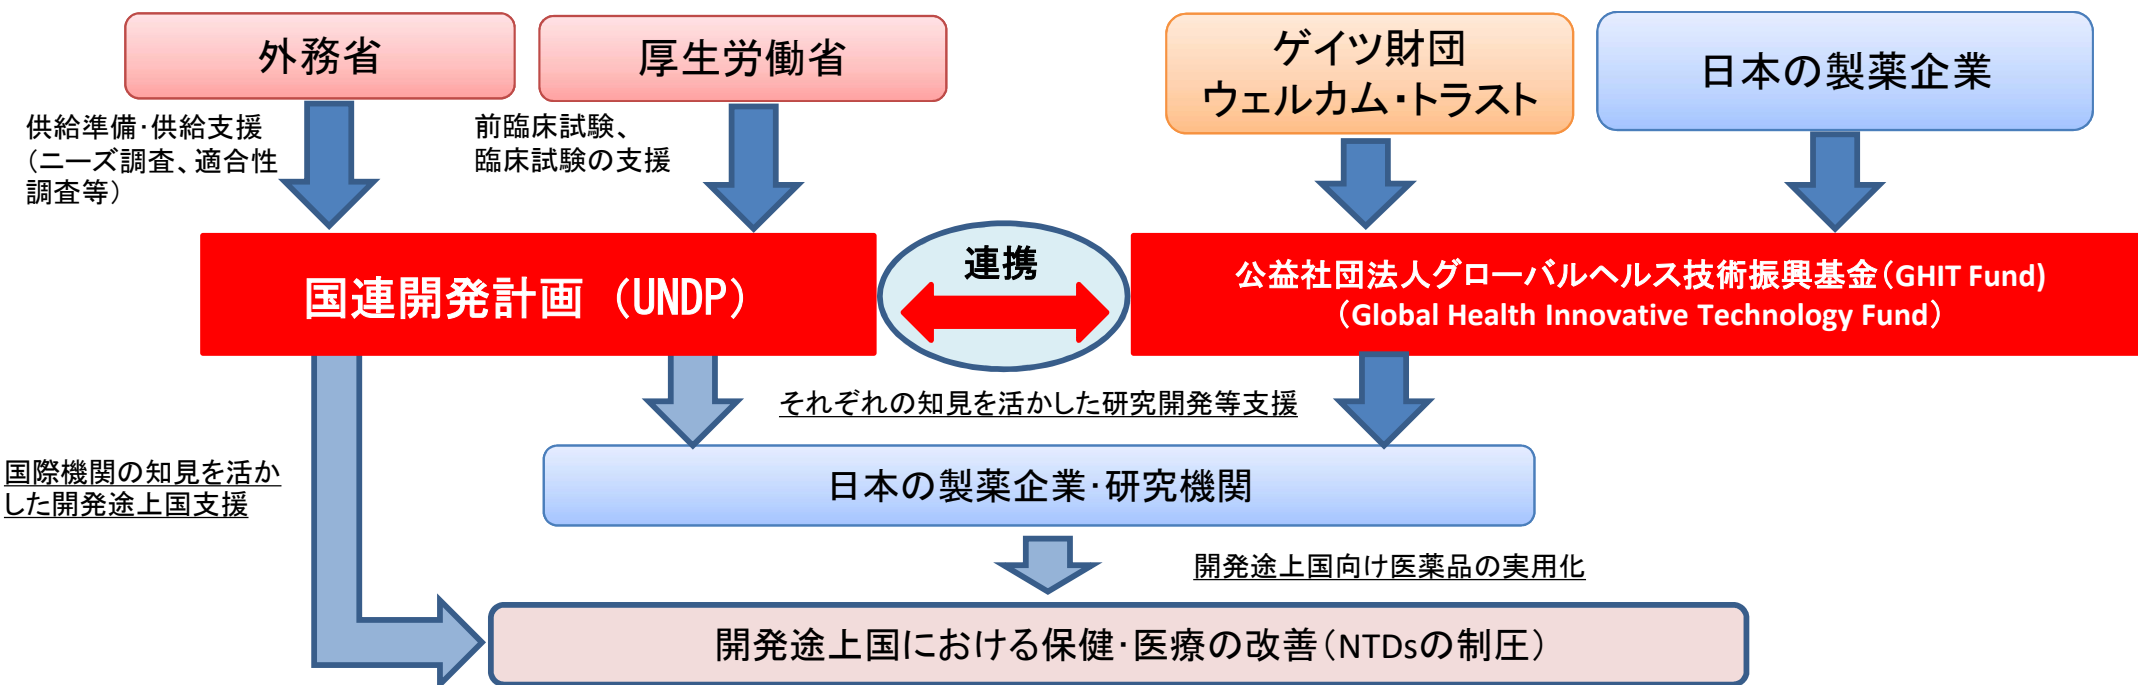 外務省
厚生労働省
ゲイツ財団
ウェルカム・トラスト
日本の製薬企業
供給準備・供給支援
（ニーズ調査、適合性
調査等）
前臨床試験、
臨床試験の支援
国連開発計画（UNDP）
連携
公益社団法人グローバルヘルス技術振興基金（GHIT Fund)
（Global Health Innovative Technology Fund）
それぞれの知見を活かした研究開発等支援
国際機関の知見を活か
した開発途上国支援
日本の製薬企業・研究機関
開発途上国向け医薬品の実用化
開発途上国における保健・医療の改善（NTDsの制圧）